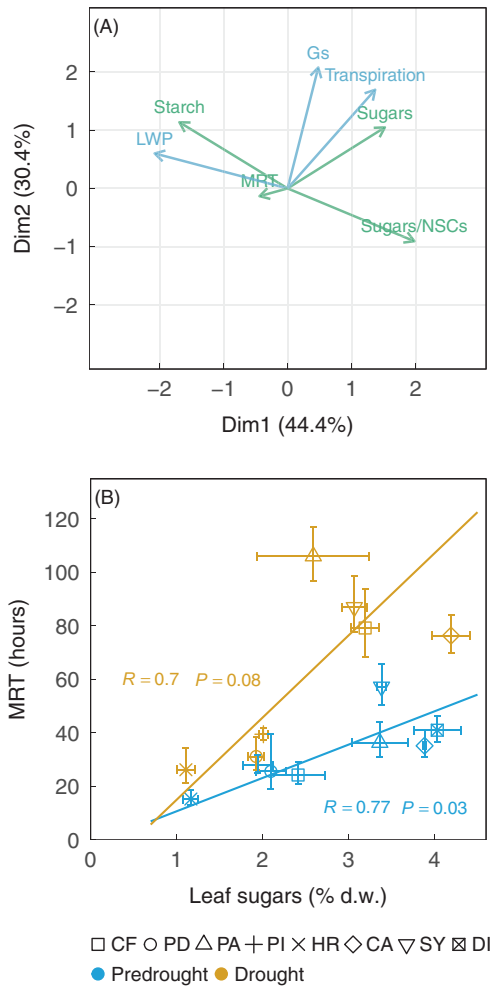 (A)
Gs
Transpiration
Starch
Sugars
LWP
MRT
Sugars/NSCs
2
1
0
−1
−2
Dim2 (30.4%)
−2 −1 0 1 2
Dim1 (44.4%)
(B)
120
100
80
60
40
20
0
MRT (hours)
R = 0.7 P = 0.08
R = 0.77 P = 0.03
0 1 2 3 4
Leaf sugars (% d.w.)
CF PD PA PI HR CA SY DI
Predrought Drought